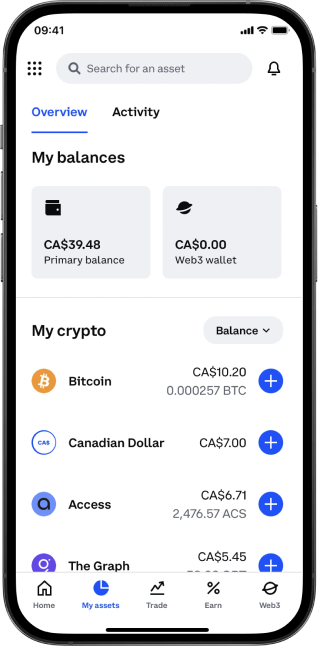 09:41
Search for an asset
Overview Activity
My balances
CA$39.48 CA$0.00
Primary balance Web3 wallet
My crypto Balance
Bitcoin CA$10.20
0.000257 BTC
CA$ Canadian Dollar CA$7.00
Access CA$6.71
2,476.57 ACS
The Graph CA$5.45
Home My assets Trade Earn Web3